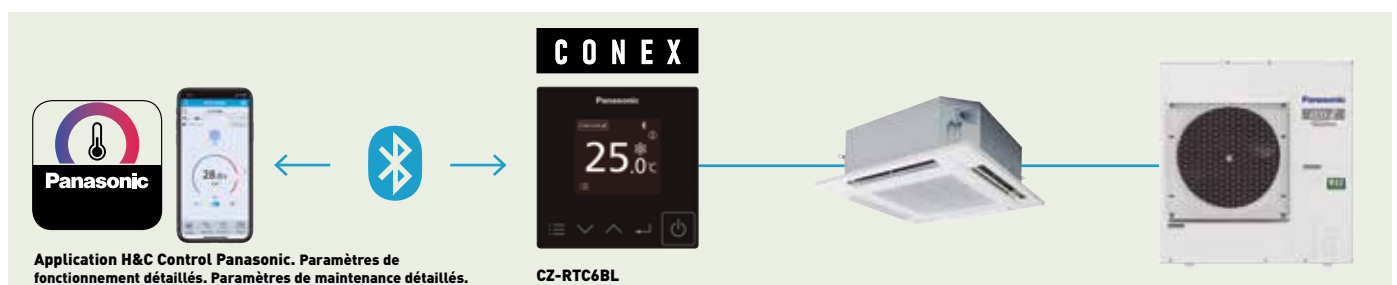 CONEX
Panasonic
25.0°C
28.0
Panasonic
Panasonic
Application H&C Control Panasonic. Paramètres de
fonctionnement détaillés. Paramètres de maintenance détaillés.
CZ-RTC6BL